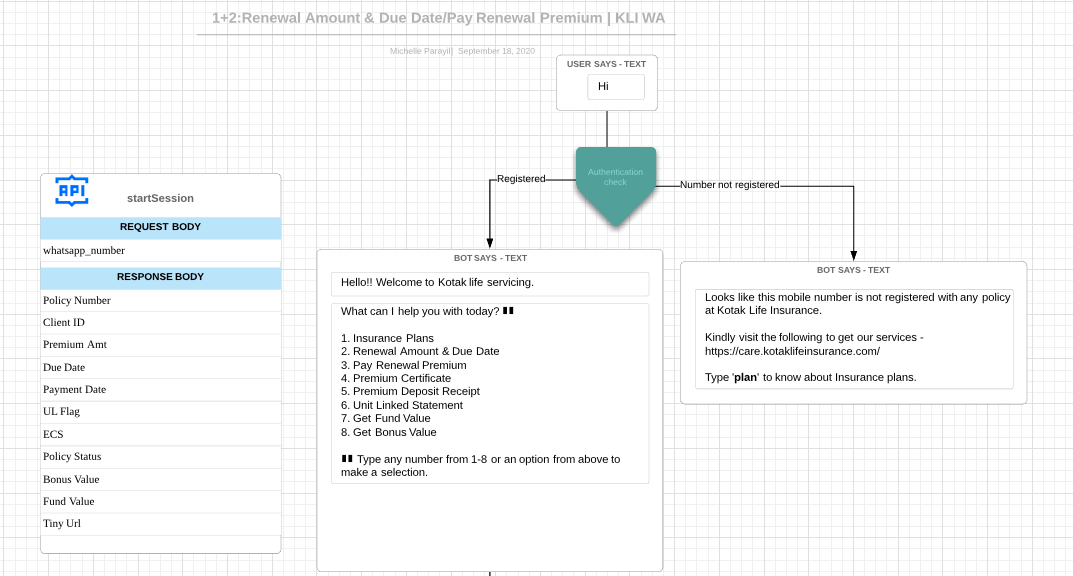 1+2:Renewal Amount & Due Date/Pay Renewal Premium | KLI WA
Michelle Parayil| September 18, 2020
USER SAYS - TEXT
Hi
Authentication
check
Registered
Number not registered
API
startSession
REQUEST BODY
whatsapp_number
RESPONSE BODY
Policy Number
Client ID
Premium Amt
Due Date
Payment Date
UL Flag
ECS
Policy Status
Bonus Value
Fund Value
Tiny Url
BOT SAYS - TEXT
Hello!! Welcome to Kotak life servicing.
What can I help you with today?
1. Insurance Plans
2. Renewal Amount & Due Date
3. Pay Renewal Premium
4. Premium Certificate
5. Premium Deposit Receipt
6. Unit Linked Statement
7. Get Fund Value
8. Get Bonus Value
Type any number from 1-8 or an option from above to
make a selection.
BOT SAYS - TEXT
Looks like this mobile number is not registered with any policy
at Kotak Life Insurance.
Kindly visit the following to get our services -
https://care.kotaklifeinsurance.com/
Type 'plan' to know about Insurance plans.